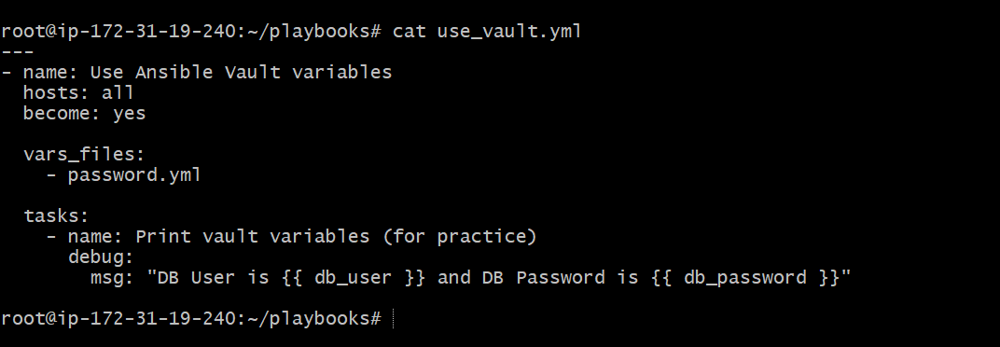 root@ip-172-31-19-240:~/playbooks# cat use_vault.yml
---
- name: Use Ansible Vault variables
  hosts: all
  become: yes

  vars_files:
    - password.yml

  tasks:
    - name: Print vault variables (for practice)
      debug:
        msg: "DB User is {{ db_user }} and DB Password is {{ db_password }}"

root@ip-172-31-19-240:~/playbooks#